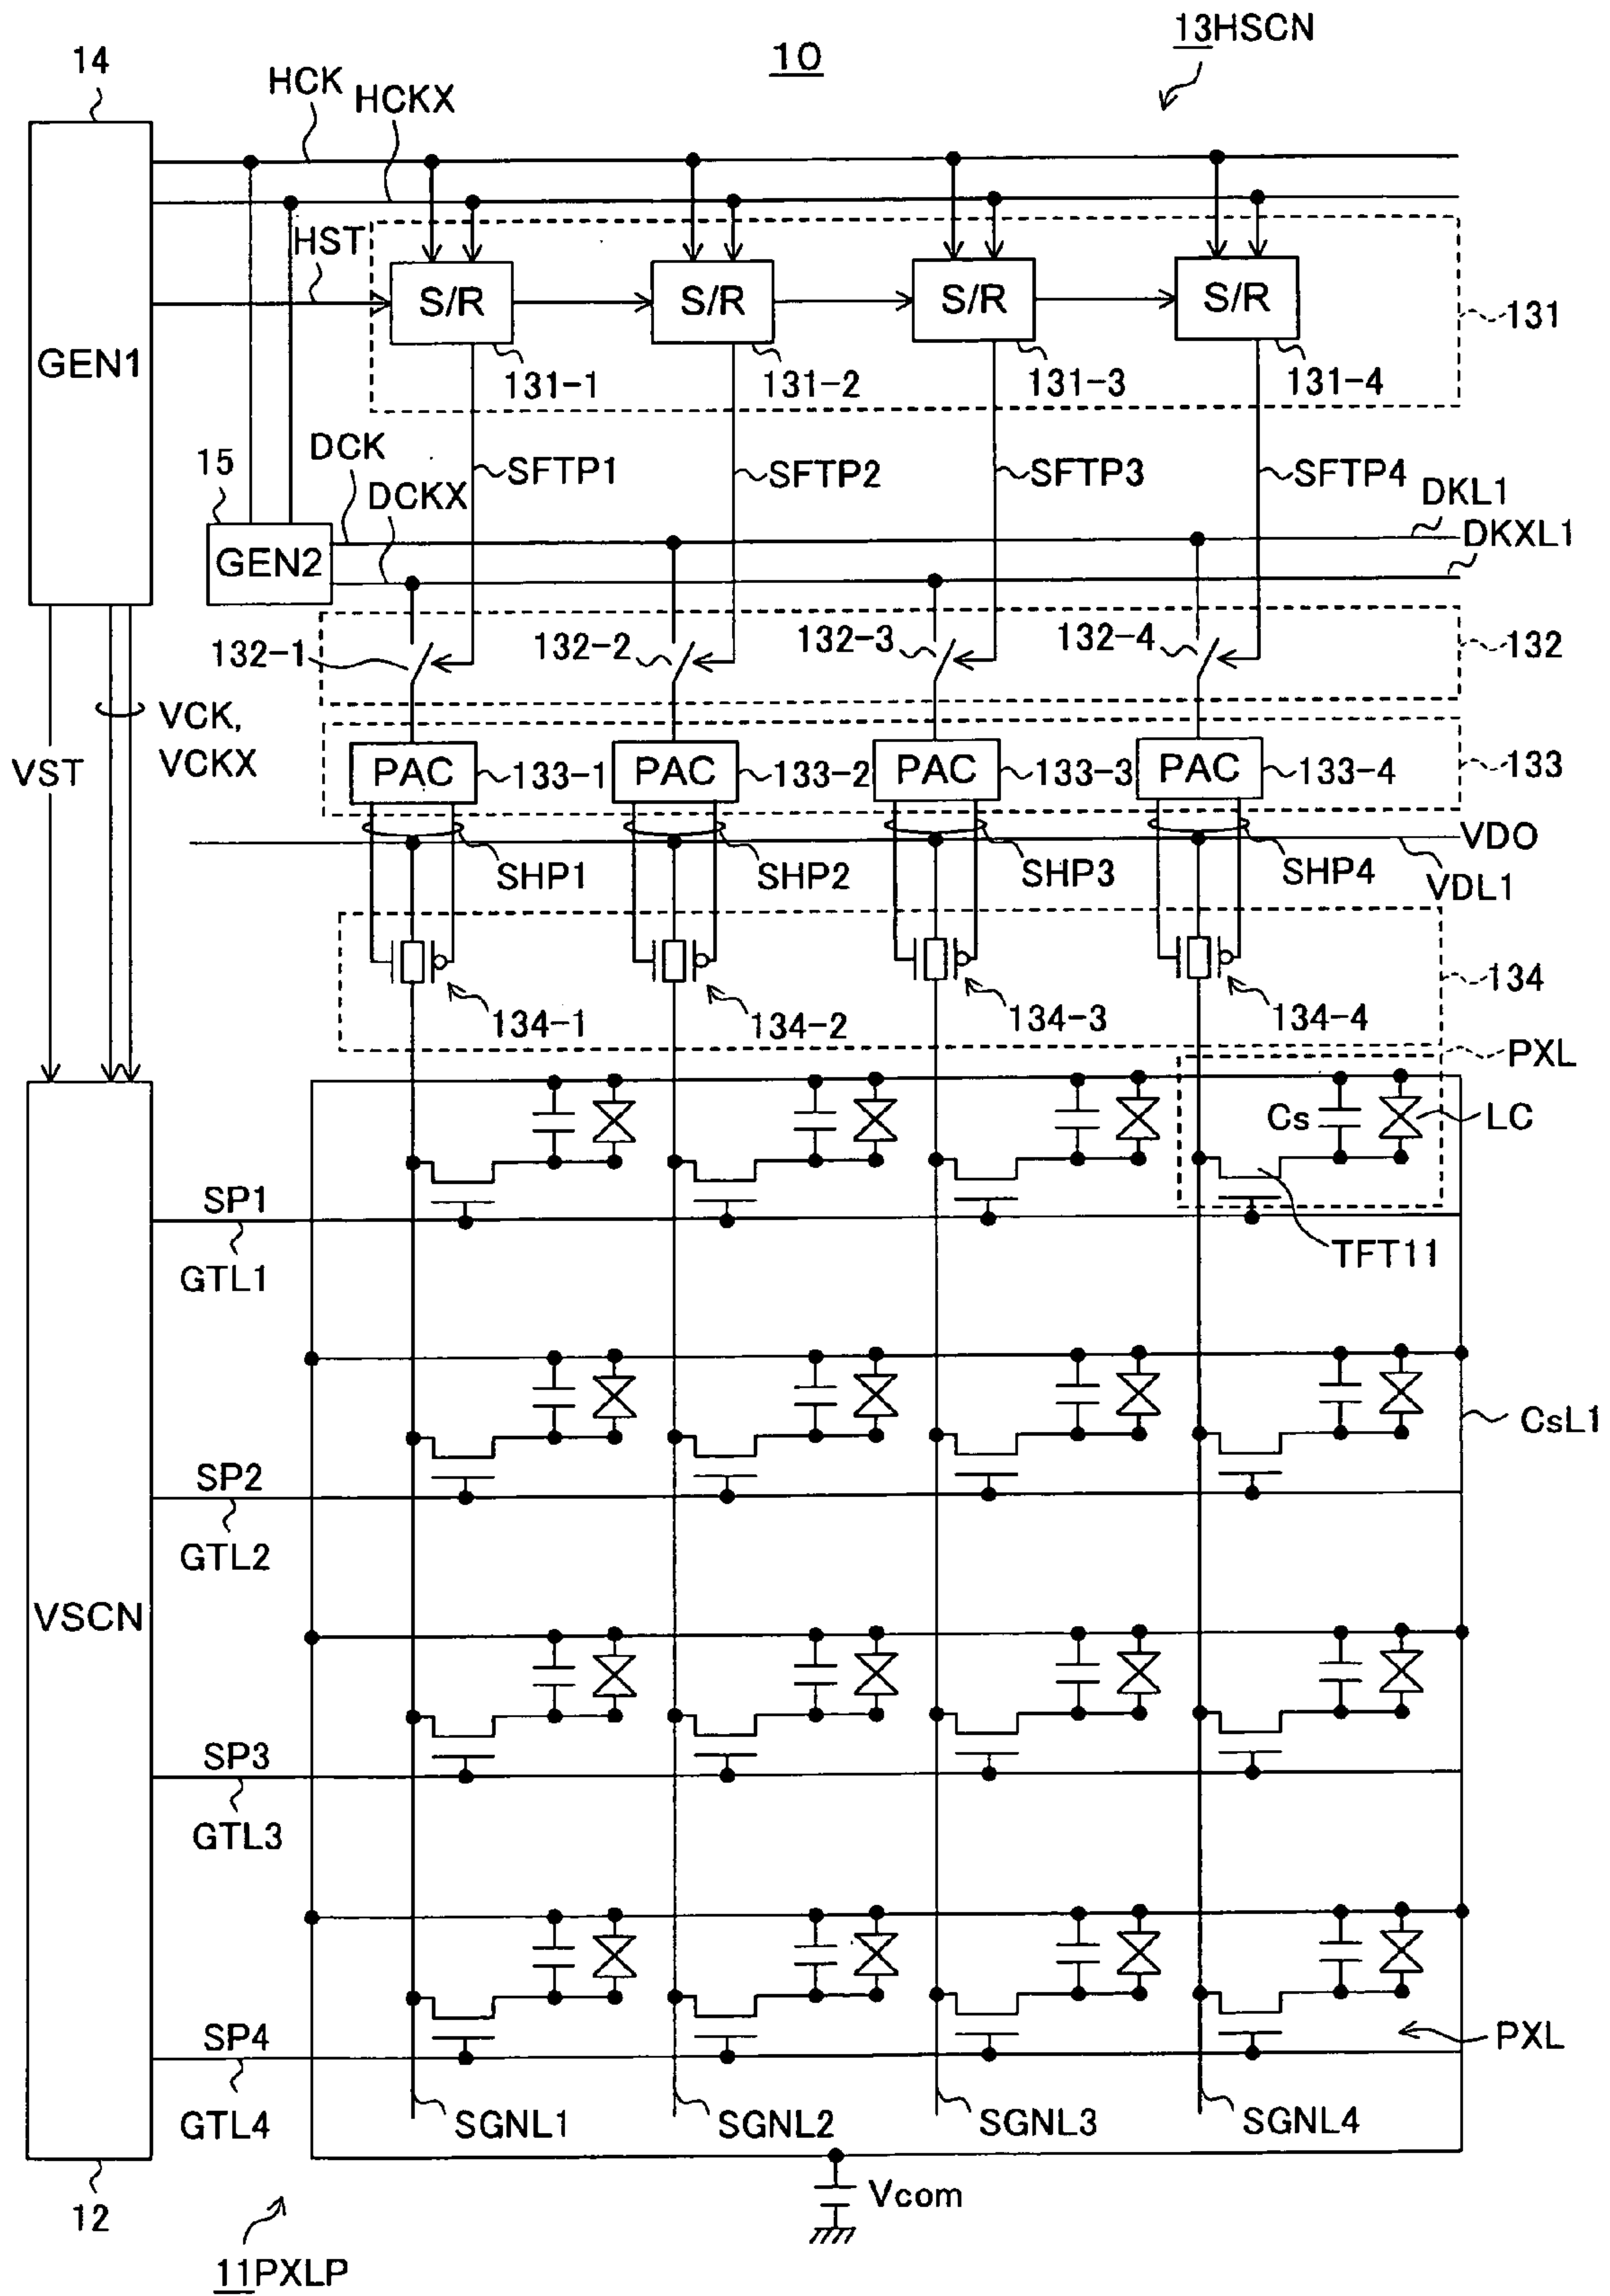 13HSCN
10
14
HCK
HCKX
HST
GEN1
S/R
S/R
S/R
S/R
131
131-1
131-2
131-3
131-4
DCK
DCKX
15
GEN2
SFTP1
SFTP2
SFTP3
SFTP4
DKL1
DKXL1
132-1
132-2
132-3
132-4
132
VST
VCK,
VCKX
PAC
133-1
PAC
133-2
PAC
133-3
PAC
133-4
133
VDO
VDL1
SHP1
SHP2
SHP3
SHP4
134-1
134-2
134-3
134-4
134
PXL
Cs
LC
SP1
GTL1
TFT11
CsL1
SP2
GTL2
VSCN
SP3
GTL3
SP4
GTL4
PXL
SGNL1
SGNL2
SGNL3
SGNL4
Vcom
12
11PXLP